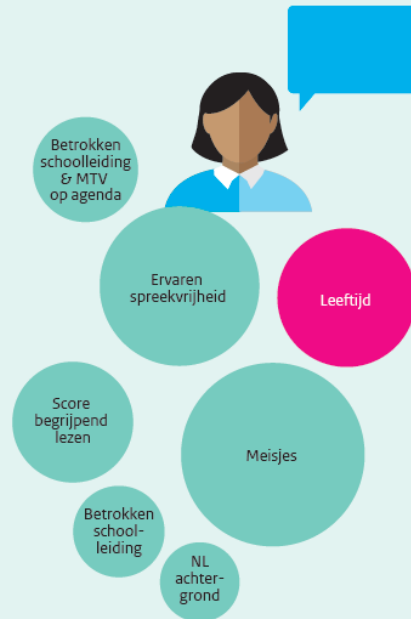 Betrokken
schoolleiding
& MTV
op agenda
Ervaren
spreekvrijheid
Leeftijd
Score
begrijpend
lezen
Meisjes
Betrokken
school-
leiding
NL
achter-
grond